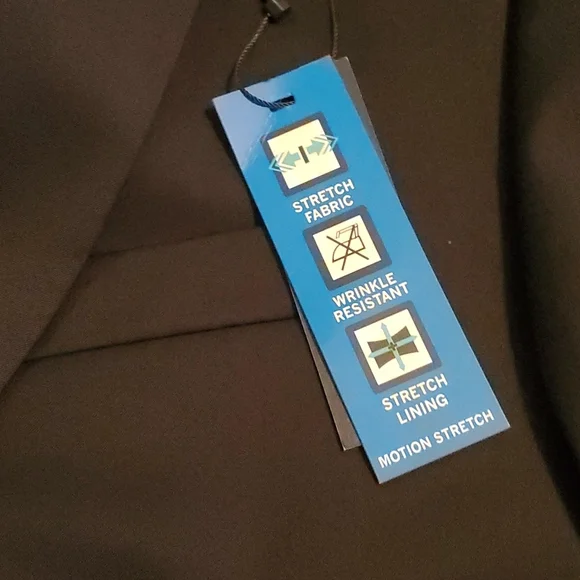 STRETCH
FABRIC
WRINKLE
RESISTANT
STRETCH
LINING
MOTION STRETCH